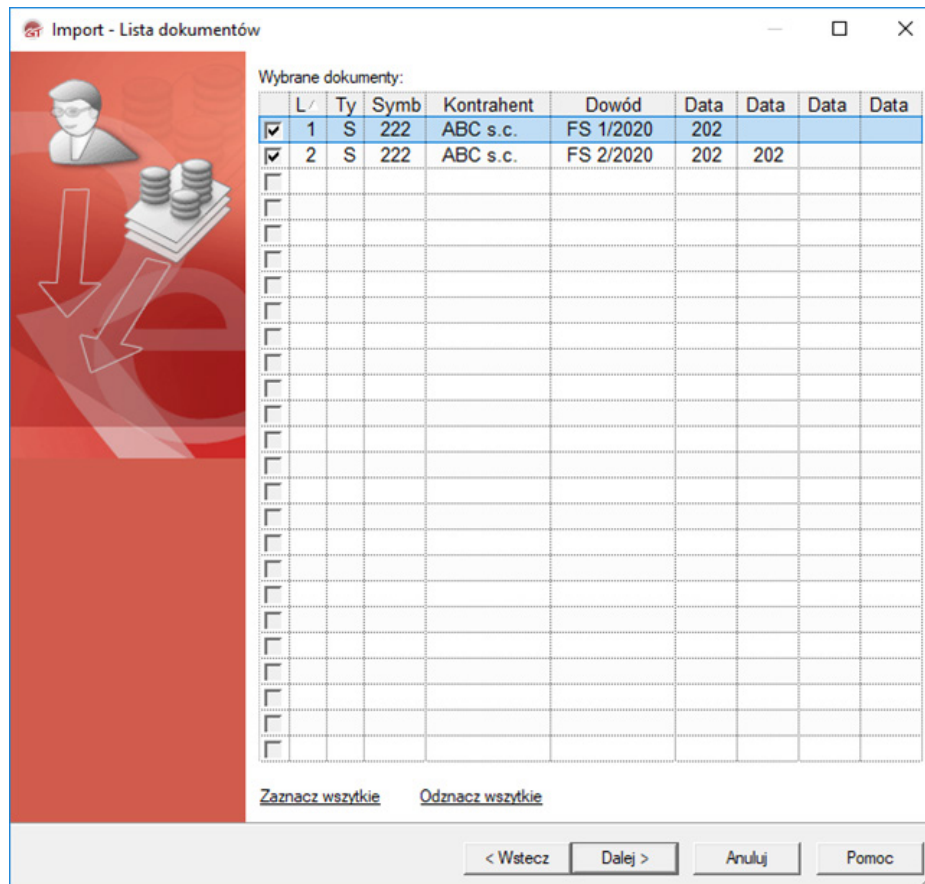 Import - Lista dokumentów
Wybrane dokumenty:
L Ty Symb Kontrahent Dowód Data Data Data Data
1 S 222 ABC s.c. FS 1/2020 202
2 S 222 ABC s.c. FS 2/2020 202 202
Zaznacz wszytkie Odznacz wszytkie
< Wstecz Dalej > Anuluj Pomoc